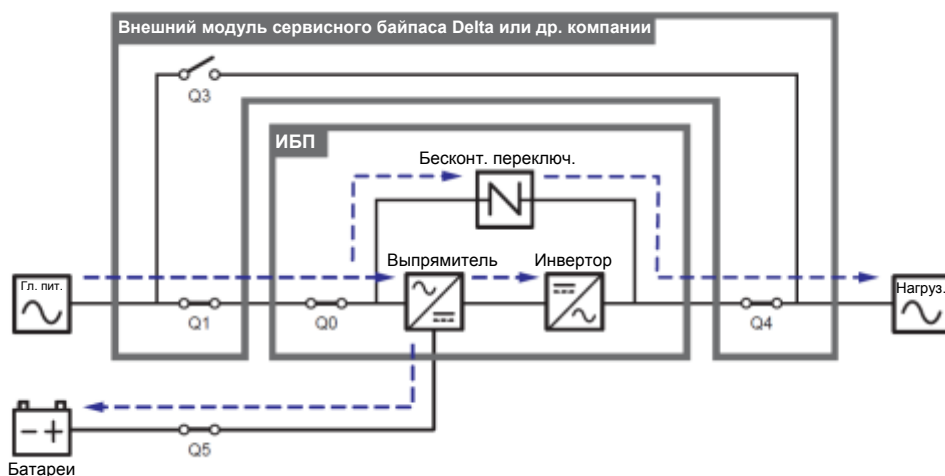 Внешний модуль сервисного байпаса Delta или др. компании
Q3
ИБП
Бесконт. переключ.
Выпрямитель
Инвертор
Гл. пит.
Нагруз.
Q1
Q0
Q4
Q5
Батареи